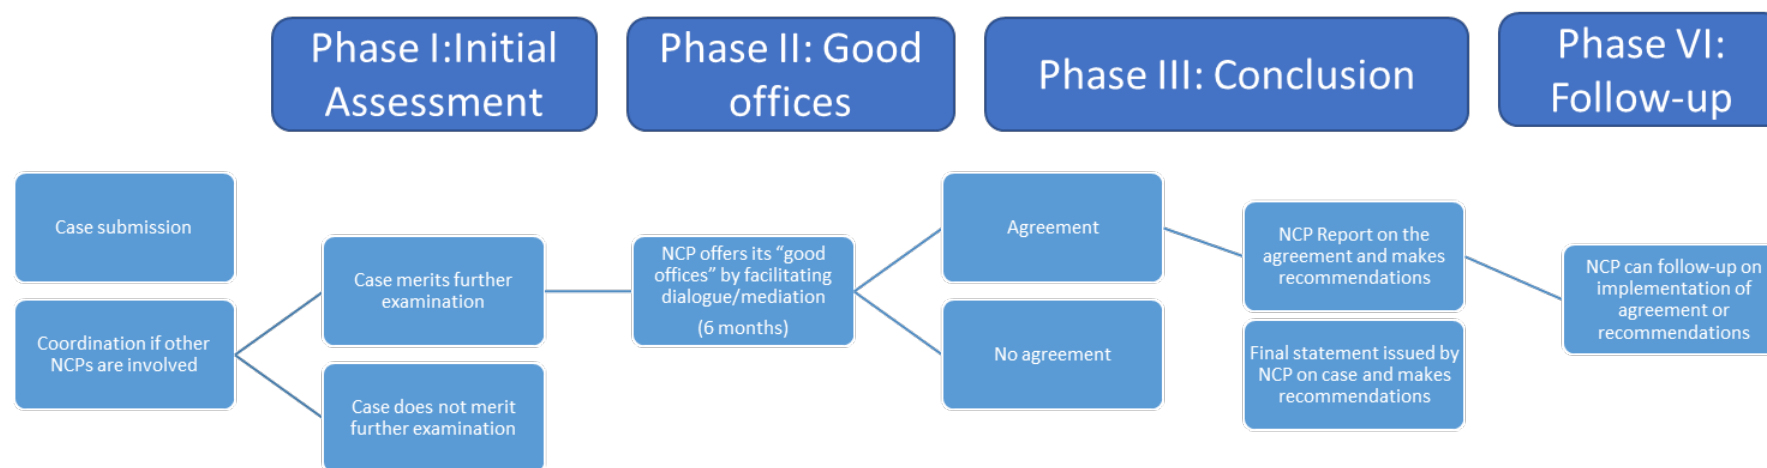 Phase I:Initial
Assessment
Phase II: Good
offices
Phase III: Conclusion
Phase VI:
Follow-up
Case submission
Coordination if other
NCPs are involved
Case merits further
examination
Case does not merit
further examination
NCP offers its “good
offices” by facilitating
dialogue/mediation
(6 months)
Agreement
No agreement
NCP Report on the
agreement and makes
recommendations
Final statement issued by
NCP on case and makes
recommendations
NCP can follow-up on
implementation of
agreement or
recommendations